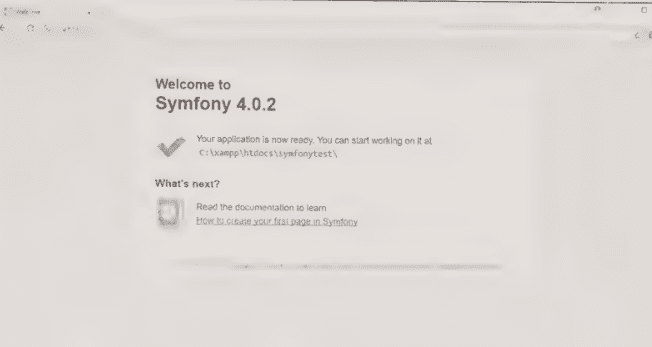 Welcome to
Symfony 4.0.2
Your application is now ready. You can start working on it at
C:\xampp\htdocs\symfonytest\
What's next?
Read the documentation to learn
How to create your first page in Symfony